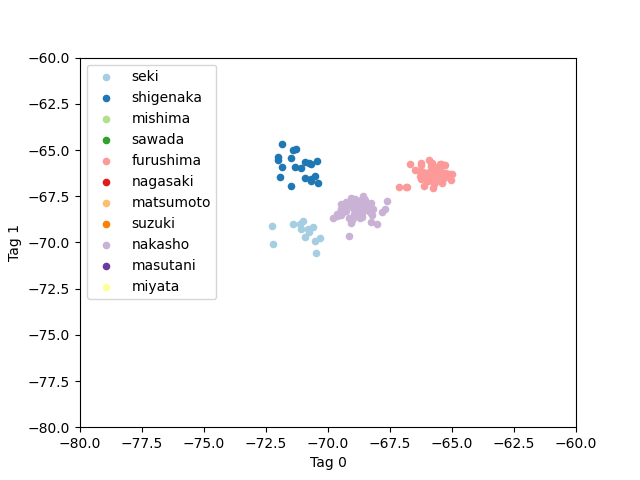 −60.0
−62.5
−65.0
−67.5
−70.0
−72.5
−75.0
−77.5
−80.0
Tag 1
seki
shigenaka
mishima
sawada
furushima
nagasaki
matsumoto
suzuki
nakasho
masutani
miyata
−80.0 −77.5 −75.0 −72.5 −70.0 −67.5 −65.0 −62.5 −60.0
Tag 0